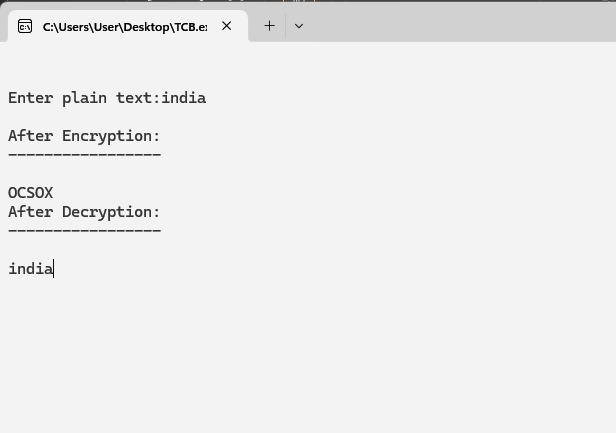 C:\Users\User\Desktop\TCB.e
Enter plain text:india
After Encryption:
-----------------
OCSOX
After Decryption:
-----------------
india